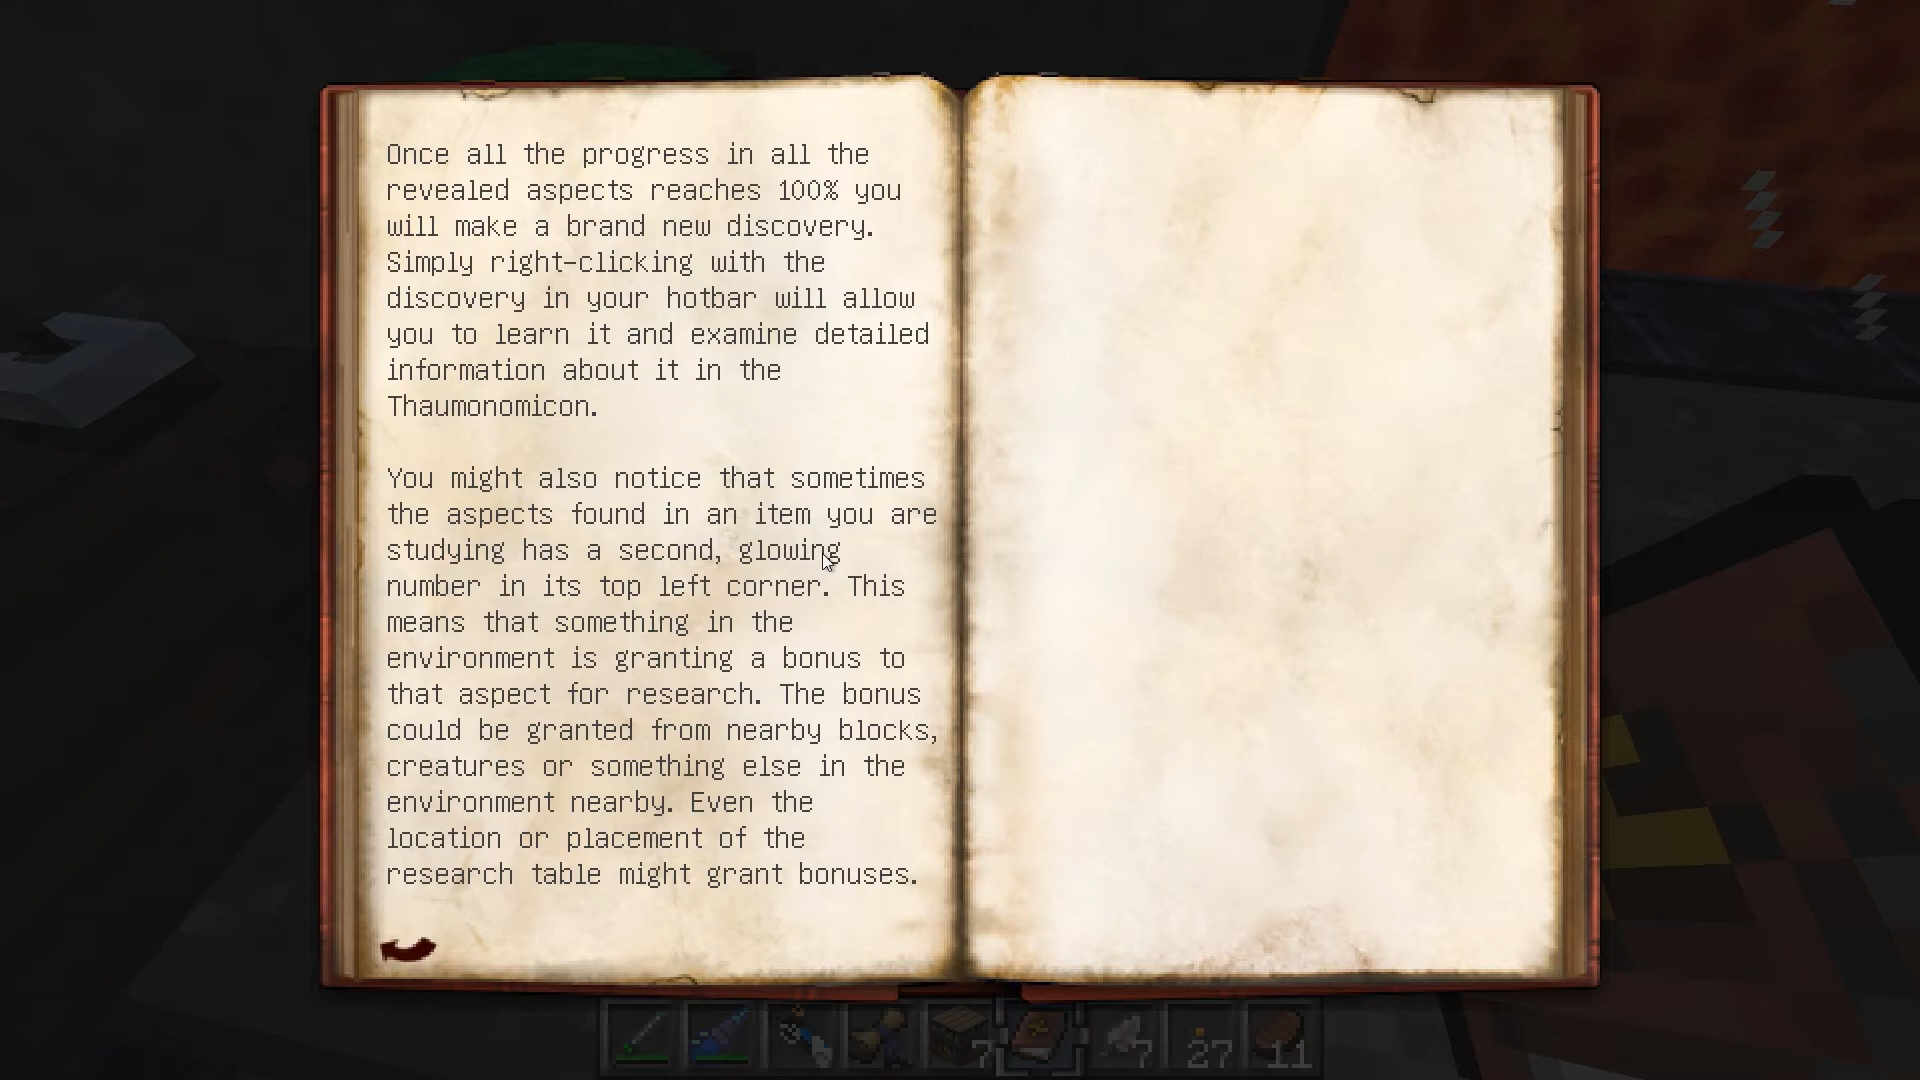 Once all the progress in all the
revealed aspects reaches 100% you
will make a brand new discovery.
Simply right-clicking with the
discovery in your hotbar will allow
you to learn it and examine detailed
information about it in the
Thaumonomicon.
You might also notice that sometimes
the aspects found in an item you are
studying has a second, glowing
number in its top left corner. This
means that something in the
environment is granting a bonus to
that aspect for research. The bonus
could be granted from nearby blocks,
creatures or something else in the
environment nearby. Even the
location or placement of the
research table might grant bonuses.
7 7 27 11